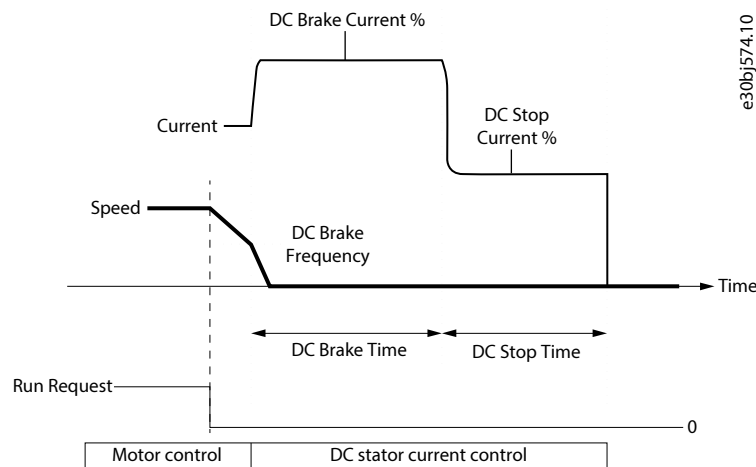 DC Brake Current %
e30bj574.10
Current
DC Stop
Current %
Speed
DC Brake
Frequency
Time
DC Brake Time
DC Stop Time
Run Request
0
Motor control
DC stator current control